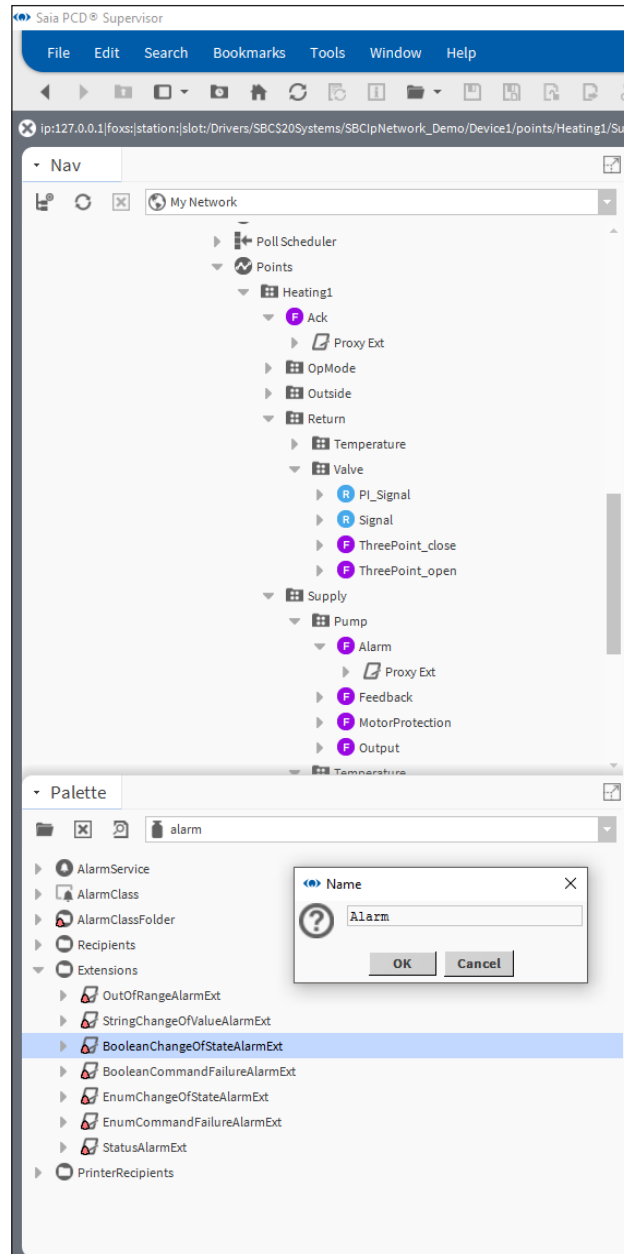 Saia PCD® Supervisor
File Edit Search Bookmarks Tools Window Help
ip:127.0.0.1|foxs:|station:|slot:/Drivers/SBC$20Systems/SBCIpNetwork_Demo/Device1/points/Heating1/Su
Nav
My Network
Poll Scheduler
Points
Heating1
F Ack
Proxy Ext
OpMode
Outside
Return
Temperature
Valve
R PI_Signal
R Signal
F ThreePoint_close
F ThreePoint_open
Supply
Pump
F Alarm
Proxy Ext
F Feedback
F MotorProtection
F Output
Temperature
Palette
alarm
AlarmService
AlarmClass
AlarmClassFolder
Recipients
Extensions
OutOfRangeAlarmExt
StringChangeOfValueAlarmExt
BooleanChangeOfStateAlarmExt
BooleanCommandFailureAlarmExt
EnumChangeOfStateAlarmExt
EnumCommandFailureAlarmExt
StatusAlarmExt
PrinterRecipients
Name
Alarm
OK Cancel